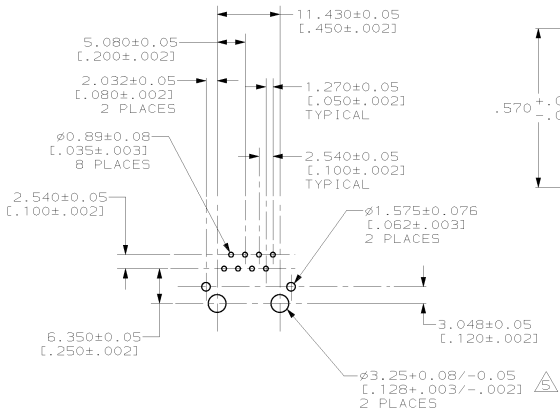 11.430±0.05
[.450±.002]
5.080±0.05
[.200±.002]
2.032±0.05
[.080±.002]
2 PLACES
1.270±0.05
[.050±.002]
TYPICAL
ø0.89±0.08
[.035±.003]
8 PLACES
2.540±0.05
[.100±.002]
TYPICAL
2.540±0.05
[.100±.002]
ø1.575±0.076
[.062±.003]
2 PLACES
6.350±0.05
[.250±.002]
3.048±0.05
[.120±.002]
ø3.25+0.08/-0.05
[.128+.003/-.002]
2 PLACES
5
.570